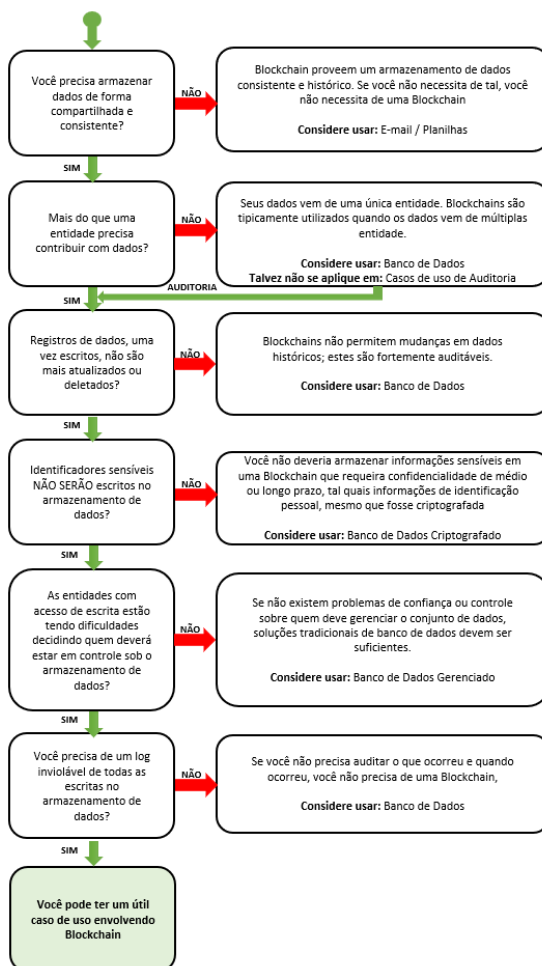 Você precisa armazenar
dados de forma
compartilhada e
consistente?
NÃO
Blockchain proveem um armazenamento de dados
consistente e histórico. Se você não necessita de tal, você
não necessita de uma Blockchain
Considere usar: E-mail / Planilhas
SIM
Mais do que uma
entidade precisa
contribuir com dados?
NÃO
Seus dados vem de uma única entidade. Blockchains são
tipicamente utilizados quando os dados vem de múltiplas
entidade.
Considere usar: Banco de Dados
Talvez não se aplique em: Casos de uso de Auditoria
AUDITORIA
SIM
Registros de dados, uma
vez escritos, não são
mais atualizados ou
deletados?
NÃO
Blockchains não permitem mudanças em dados
históricos; estes são fortemente auditáveis.
Considere usar: Banco de Dados
SIM
Identificadores sensíveis
NÃO SERÃO escritos no
armazenamento de
dados?
NÃO
Você não deveria armazenar informações sensíveis em
uma Blockchain que requeira confidencialidade de médio
ou longo prazo, tal quais informações de identificação
pessoal, mesmo que fosse criptografada
Considere usar: Banco de Dados Criptografado
SIM
As entidades com
acesso de escrita estão
tendo dificuldades
decidindo quem deverá
estar em controle sob o
armazenamento de
dados?
NÃO
Se não existem problemas de confiança ou controle
sobre quem deve gerenciar o conjunto de dados,
soluções tradicionais de banco de dados devem ser
suficientes.
Considere usar: Banco de Dados Gerenciado
SIM
Você precisa de um log
inviolável de todas as
escritas no
armazenamento de
dados?
NÃO
Se você não precisa auditar o que ocorreu e quando
ocorreu, você não precisa de uma Blockchain,
Considere usar: Banco de Dados
SIM
Você pode ter um útil
caso de uso envolvendo
Blockchain